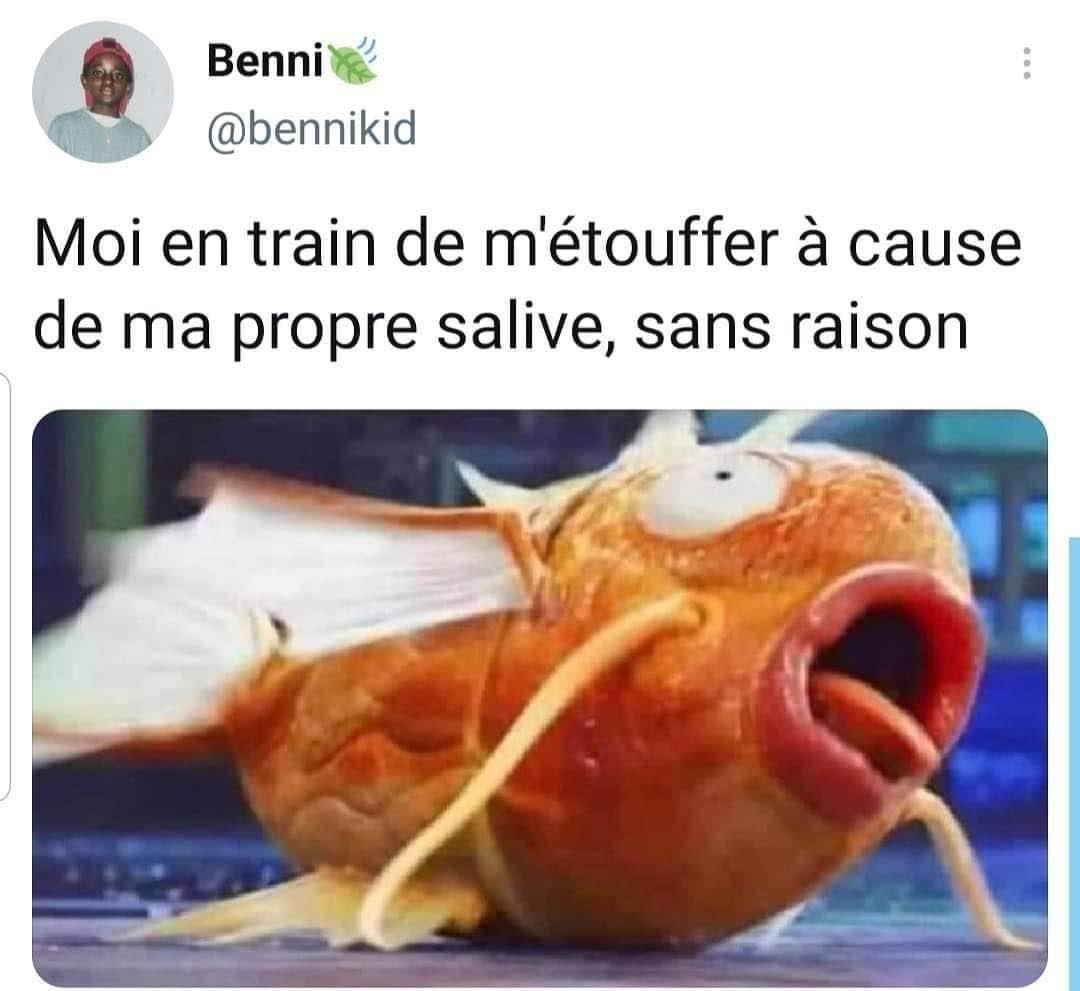 Benni🍃
@bennikid
Moi en train de m'étouffer à cause
de ma propre salive, sans raison